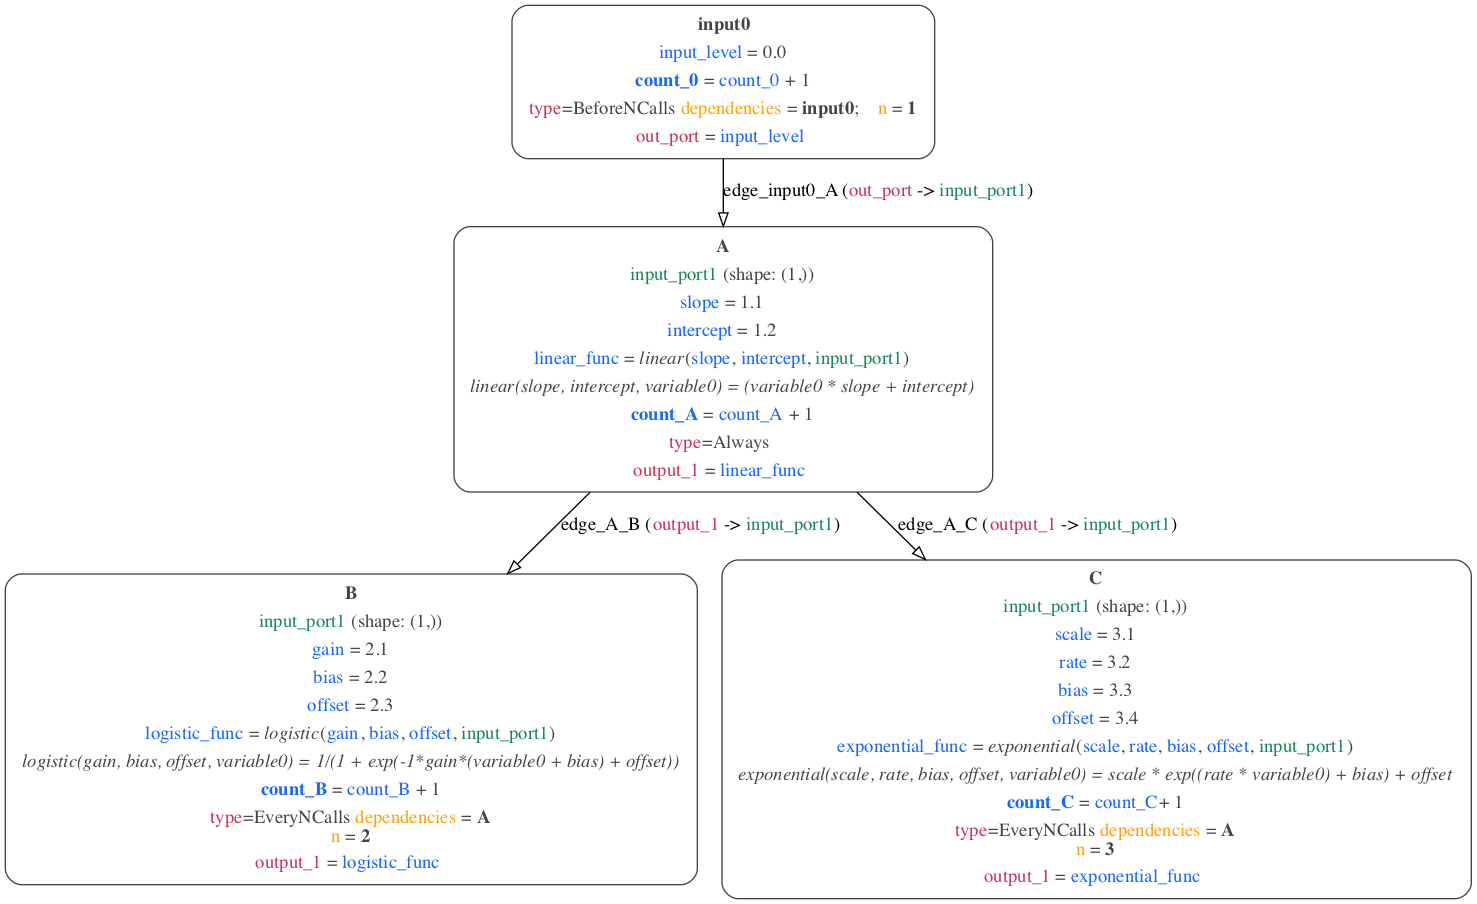 input0
input_level = 0.0
count_0 = count_0 + 1
type=BeforeNCalls dependencies = input0;    n = 1
out_port = input_level
edge_input0_A (out_port -> input_port1)
A
input_port1 (shape: (1,))
slope = 1.1
intercept = 1.2
linear_func = linear(slope, intercept, input_port1)
linear(slope, intercept, variable0) = (variable0 * slope + intercept)
count_A = count_A + 1
type=Always
output_1 = linear_func
edge_A_B (output_1 -> input_port1)
edge_A_C (output_1 -> input_port1)
B
input_port1 (shape: (1,))
gain = 2.1
bias = 2.2
offset = 2.3
logistic_func = logistic(gain, bias, offset, input_port1)
logistic(gain, bias, offset, variable0) = 1/(1 + exp(-1*gain*(variable0 + bias) + offset))
count_B = count_B + 1
type=EveryNCalls dependencies = A
n = 2
output_1 = logistic_func
C
input_port1 (shape: (1,))
scale = 3.1
rate = 3.2
bias = 3.3
offset = 3.4
exponential_func = exponential(scale, rate, bias, offset, input_port1)
exponential(scale, rate, bias, offset, variable0) = scale * exp((rate * variable0) + bias) + offset
count_C = count_C+ 1
type=EveryNCalls dependencies = A
n = 3
output_1 = exponential_func